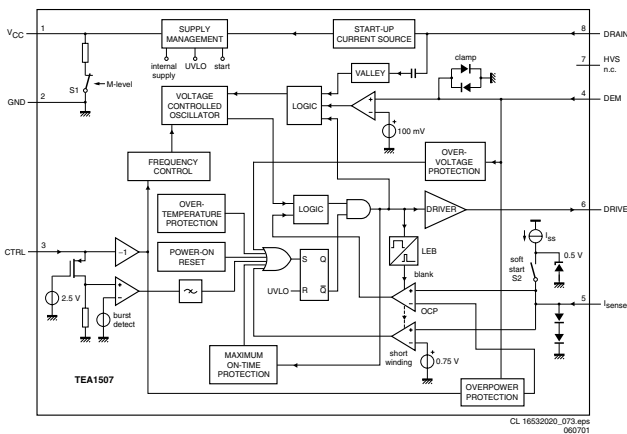 VCC
1
SUPPLY
MANAGEMENT
START-UP
CURRENT SOURCE
8
DRAIN
internal
supply
UVLO
start
clamp
7
HVS
n.c.
S1
M-level
VALLEY
GND
2
VOLTAGE
CONTROLLED
OSCILLATOR
LOGIC
4
DEM
100 mV
FREQUENCY
CONTROL
OVER-
VOLTAGE
PROTECTION
OVER-
TEMPERATURE
PROTECTION
LOGIC
DRIVER
6
DRIVER
CTRL
3
−1
POWER-ON
RESET
S
Q
LEB
Iss
0.5 V
soft
start
S2
blank
UVLO
R
Q
2.5 V
burst
detect
OCP
5
Isense
short
winding
0.75 V
MAXIMUM
ON-TIME
PROTECTION
TEA1507
OVERPOWER
PROTECTION
CL 16532020_073.eps
060701